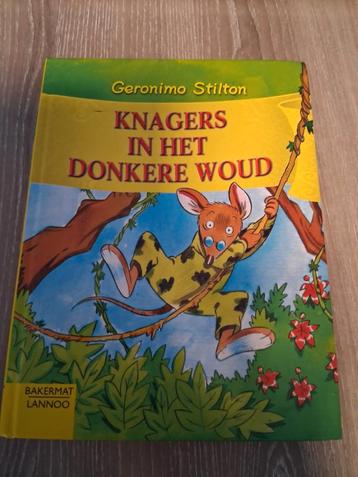 Geronimo Stilton
KNAGERS
IN HET
DONKERE WOUD
BAKERMAT
LANNOO